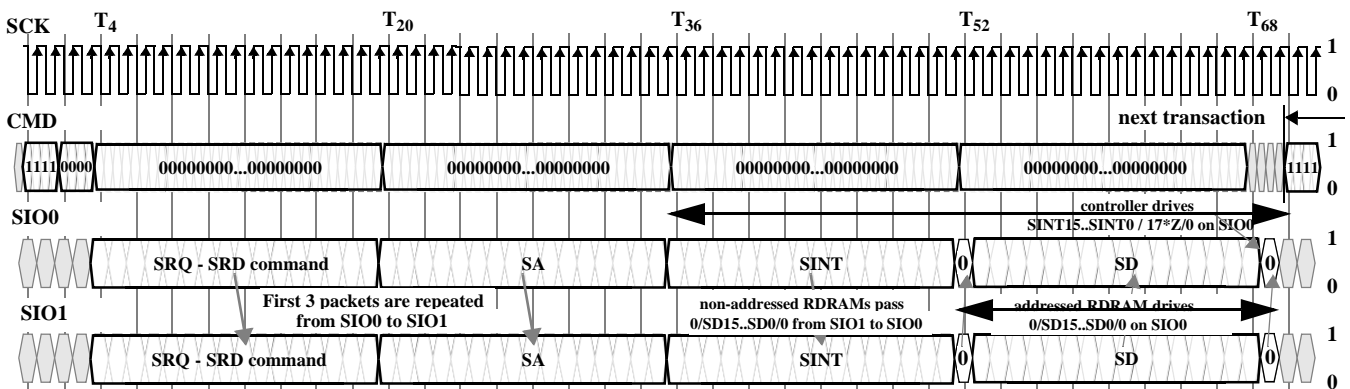 SCK T4 T20 T36 T52 T68
1
0
CMD next transaction
1
1111 0000 00000000...00000000 00000000...00000000 00000000...00000000 00000000...00000000 1111
0
SIO0 controller drives
SINT15..SINT0 / 17*Z/0 on SIO0
1
SRQ - SRD command SA SINT 0 SD 0
0
First 3 packets are repeated non-addressed RDRAMs pass addressed RDRAM drives
SIO1 from SIO0 to SIO1 0/SD15..SD0/0 from SIO1 to SIO0 0/SD15..SD0/0 on SIO0
1
SRQ - SRD command SA SINT 0 SD 0
0